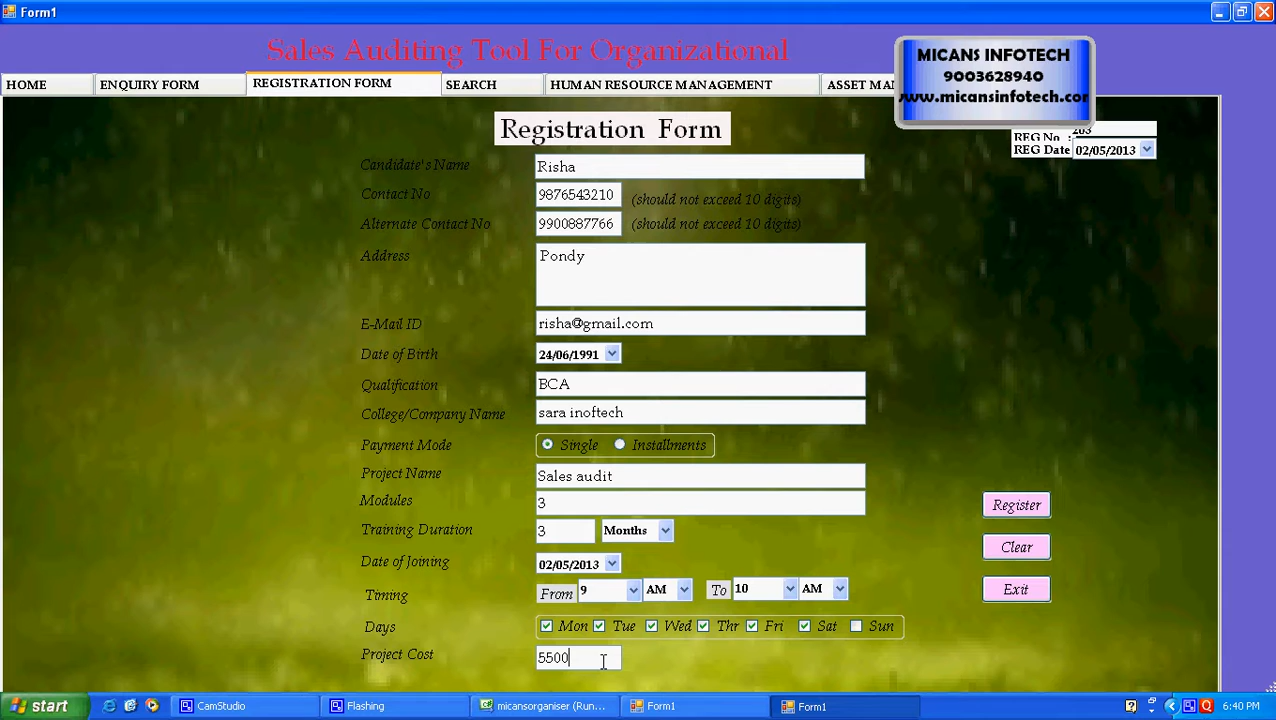 Form1
Sales Auditing Tool For Organizational
MICANS INFOTECH
9003628940
www.micansinfotech.com
HOME
ENQUIRY FORM
REGISTRATION FORM
SEARCH
HUMAN RESOURCE MANAGEMENT
ASSET MAN
Registration Form
REG No. : 203
REG Date 02/05/2013
Candidate's Name Risha
Contact No 9876543210 (should not exceed 10 digits)
Alternate Contact No 9900887766 (should not exceed 10 digits)
Address Pondy
E-Mail ID risha@gmail.com
Date of Birth 24/06/1991
Qualification BCA
College/Company Name sara inoftech
Payment Mode Single Installments
Project Name Sales audit
Modules 3
Register
Training Duration 3 Months
Clear
Date of Joining 02/05/2013
Timing From 9 AM To 10 AM
Exit
Days Mon Tue Wed Thr Fri Sat Sun
Project Cost 5500
start CamStudio Flashing micansorganiser (Run... Form1 Form1 6:40 PM